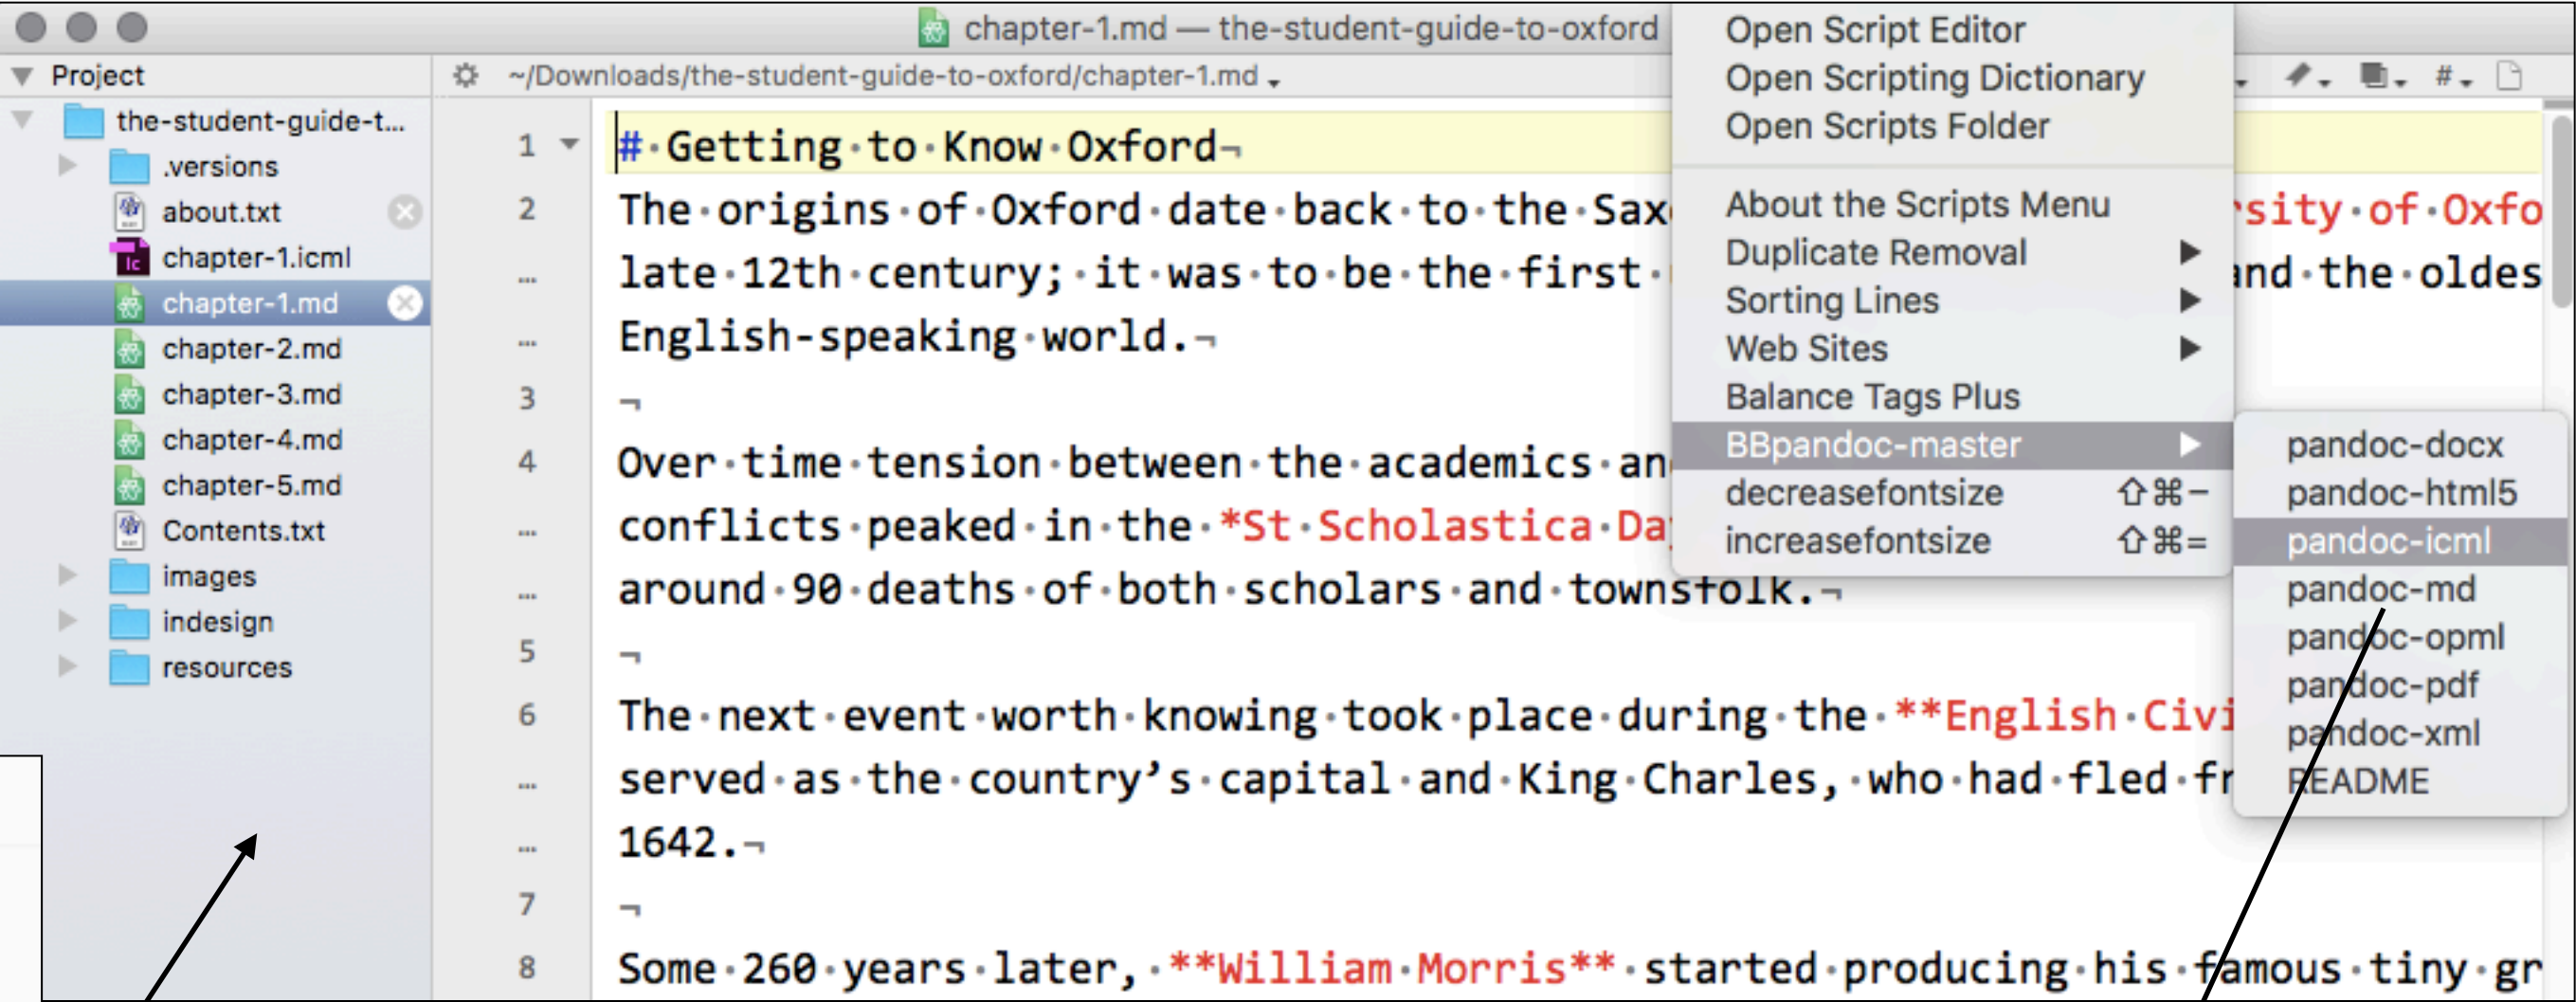 chapter-1.md — the-student-guide-to-oxford
Project
the-student-guide-t...
.versions
about.txt
chapter-1.icml
chapter-1.md
chapter-2.md
chapter-3.md
chapter-4.md
chapter-5.md
Contents.txt
images
indesign
resources
~/Downloads/the-student-guide-to-oxford/chapter-1.md
#
1 #·Getting·to·Know·Oxford¬
2 The·origins·of·Oxford·date·back·to·the·Sax rsity·of·Oxfo
… late·12th·century;·it·was·to·be·the·first· and·the·oldes
… English-speaking·world.·¬
3 ¬
4 Over·time·tension·between·the·academics·an
… conflicts·peaked·in·the·*St·Scholastica·Day
… around·90·deaths·of·both·scholars·and·townsfolk.¬
5 ¬
6 The·next·event·worth·knowing·took·place·during·the·**English·Civi
… served·as·the·country’s·capital·and·King·Charles,·who·had·fled·fr
… 1642.¬
7 ¬
8 Some·260·years·later,·**William·Morris**·started·producing·his·famous·tiny·gr
Open Script Editor
Open Scripting Dictionary
Open Scripts Folder
About the Scripts Menu
Duplicate Removal
Sorting Lines
Web Sites
Balance Tags Plus
BBpandoc-master
decreasefontsize ⇧⌘−
increasefontsize ⇧⌘=
pandoc-docx
pandoc-html5
pandoc-icml
pandoc-md
pandoc-opml
pandoc-pdf
pandoc-xml
README